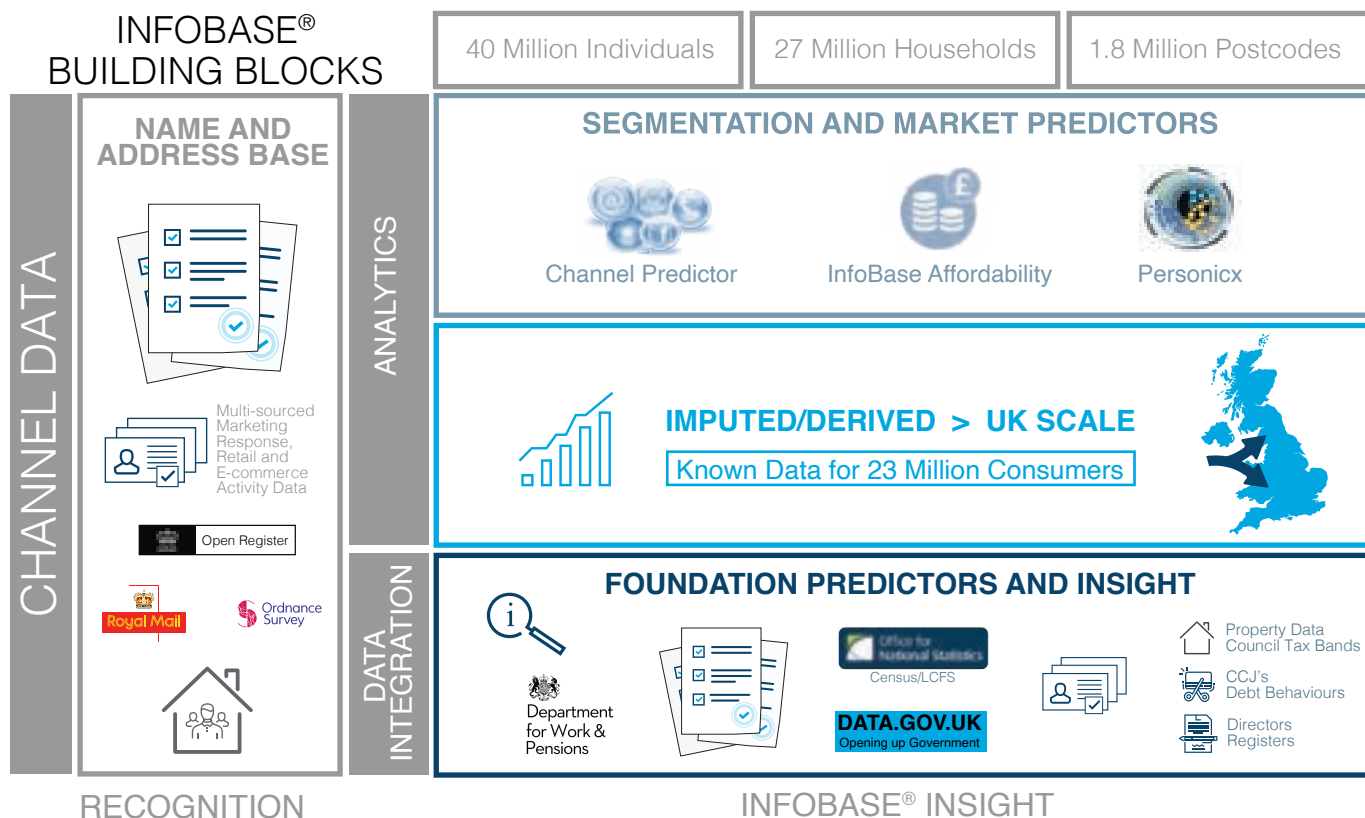 INFOBASE®
BUILDING BLOCKS
40 Million Individuals
27 Million Households
1.8 Million Postcodes
CHANNEL DATA
NAME AND
ADDRESS BASE
Multi-sourced
Marketing
Response,
Retail and
E-commerce
Activity Data
Open Register
Royal Mail
Ordnance
Survey
RECOGNITION
ANALYTICS
SEGMENTATION AND MARKET PREDICTORS
Channel Predictor
InfoBase Affordability
£
Personicx
IMPUTED/DERIVED > UK SCALE
Known Data for 23 Million Consumers
DATA
INTEGRATION
FOUNDATION PREDICTORS AND INSIGHT
i
Department
for Work &
Pensions
Office for
National Statistics
Census/LCFS
DATA.GOV.UK
Opening up Government
Property Data
Council Tax Bands
CCJ's
Debt Behaviours
Directors
Registers
INFOBASE® INSIGHT